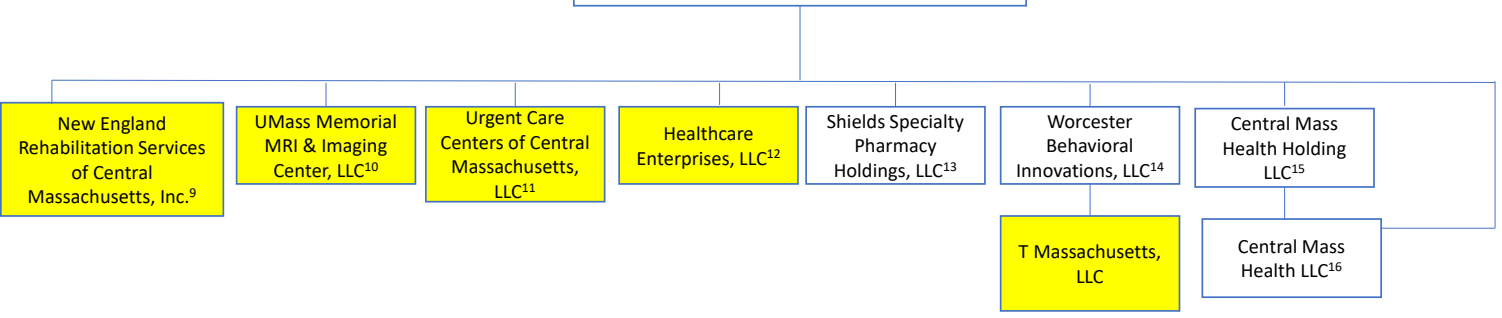 New England
Rehabilitation Services
of Central
Massachusetts, Inc.⁹
UMass Memorial
MRI & Imaging
Center, LLC¹⁰
Urgent Care
Centers of Central
Massachusetts,
LLC¹¹
Healthcare
Enterprises, LLC¹²
Shields Specialty
Pharmacy
Holdings, LLC¹³
Worcester
Behavioral
Innovations, LLC¹⁴
Central Mass
Health Holding
LLC¹⁵
T Massachusetts,
LLC
Central Mass
Health LLC¹⁶